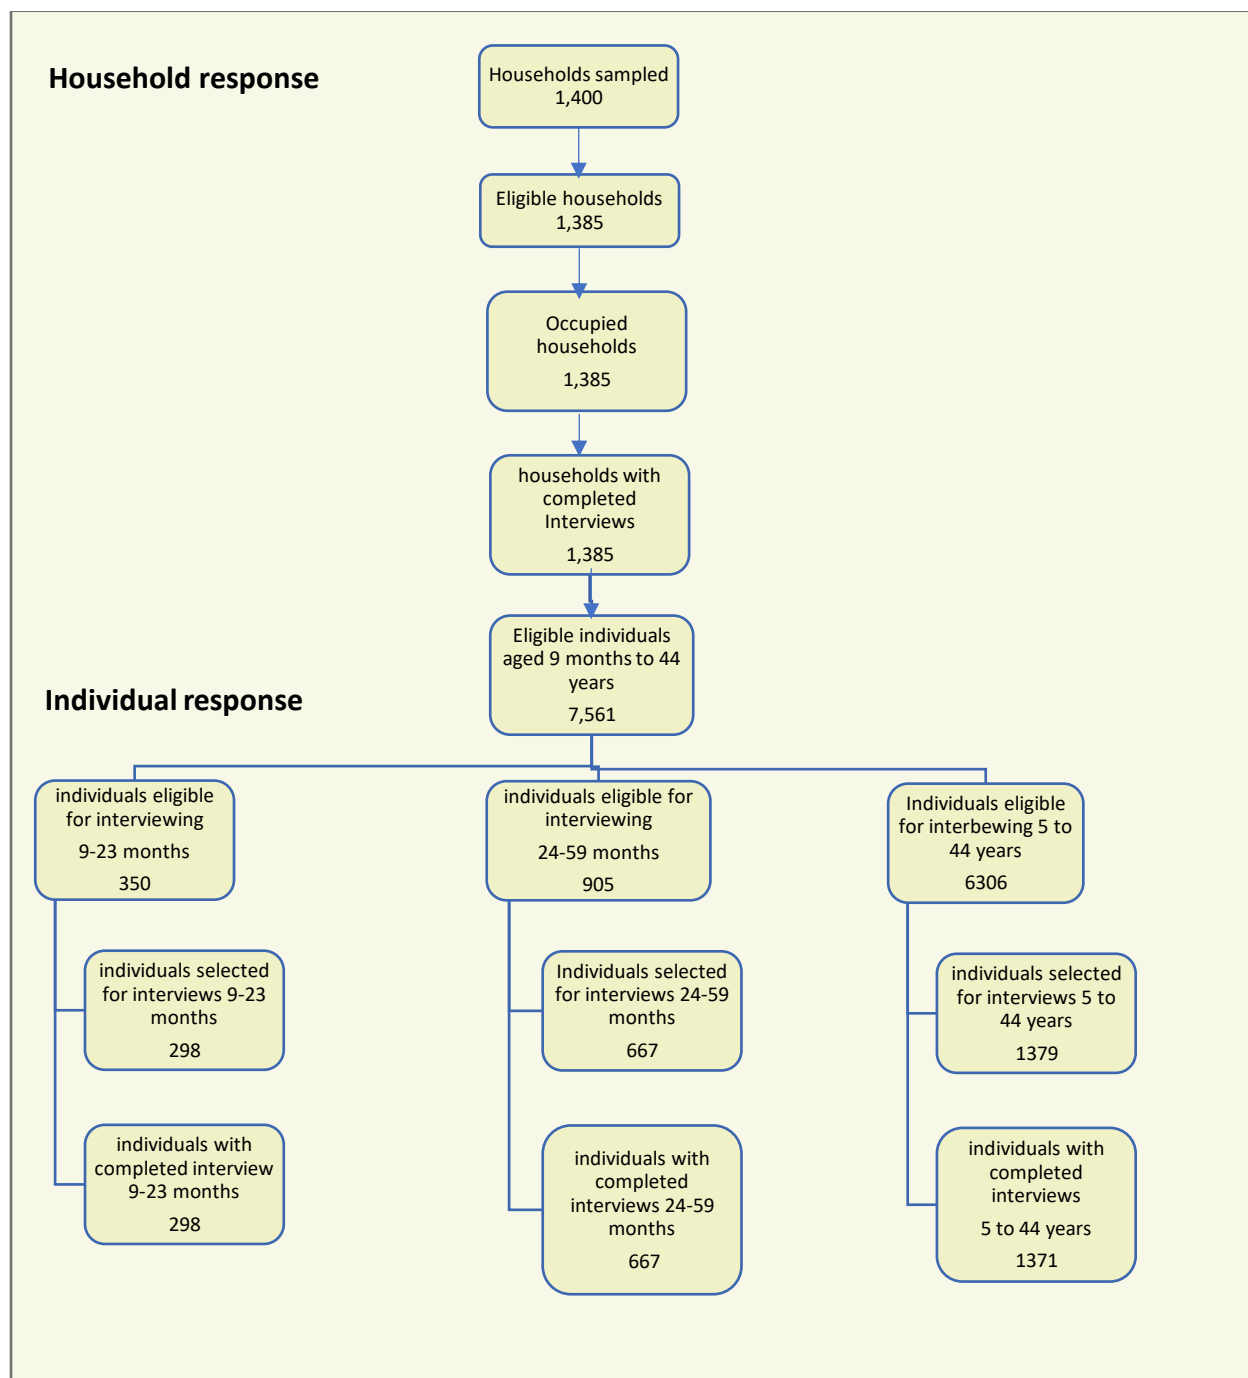 Household response
Households sampled
1,400
Eligible households
1,385
Occupied
households
1,385
households with
completed
Interviews
1,385
Eligible individuals
aged 9 months to 44
years
7,561
Individual response
individuals eligible
for interviewing
9-23 months
350
individuals eligible for
interviewing
24-59 months
905
Individuals eligible
for interbewing 5 to
44 years
6306
individuals selected
for interviews 9-23
months
298
Individuals selected
for interviews 24-59
months
667
individuals selected
for interviews 5 to
44 years
1379
individuals with
completed interview
9-23 months
298
individuals with
completed
interviews 24-59
months
667
individuals with
completed
interviews
5 to 44 years
1371